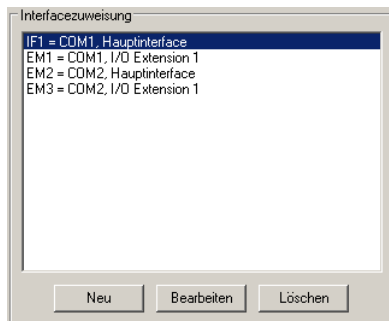 Interfacezuweisung
IF1 = COM1, Hauptinterface
EM1 = COM1, I/O Extension 1
EM2 = COM2, Hauptinterface
EM3 = COM2, I/O Extension 1
Neu Bearbeiten Löschen